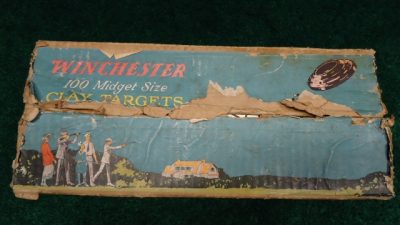 WINCHESTER
100 Midget Size
CLAY TARGETS